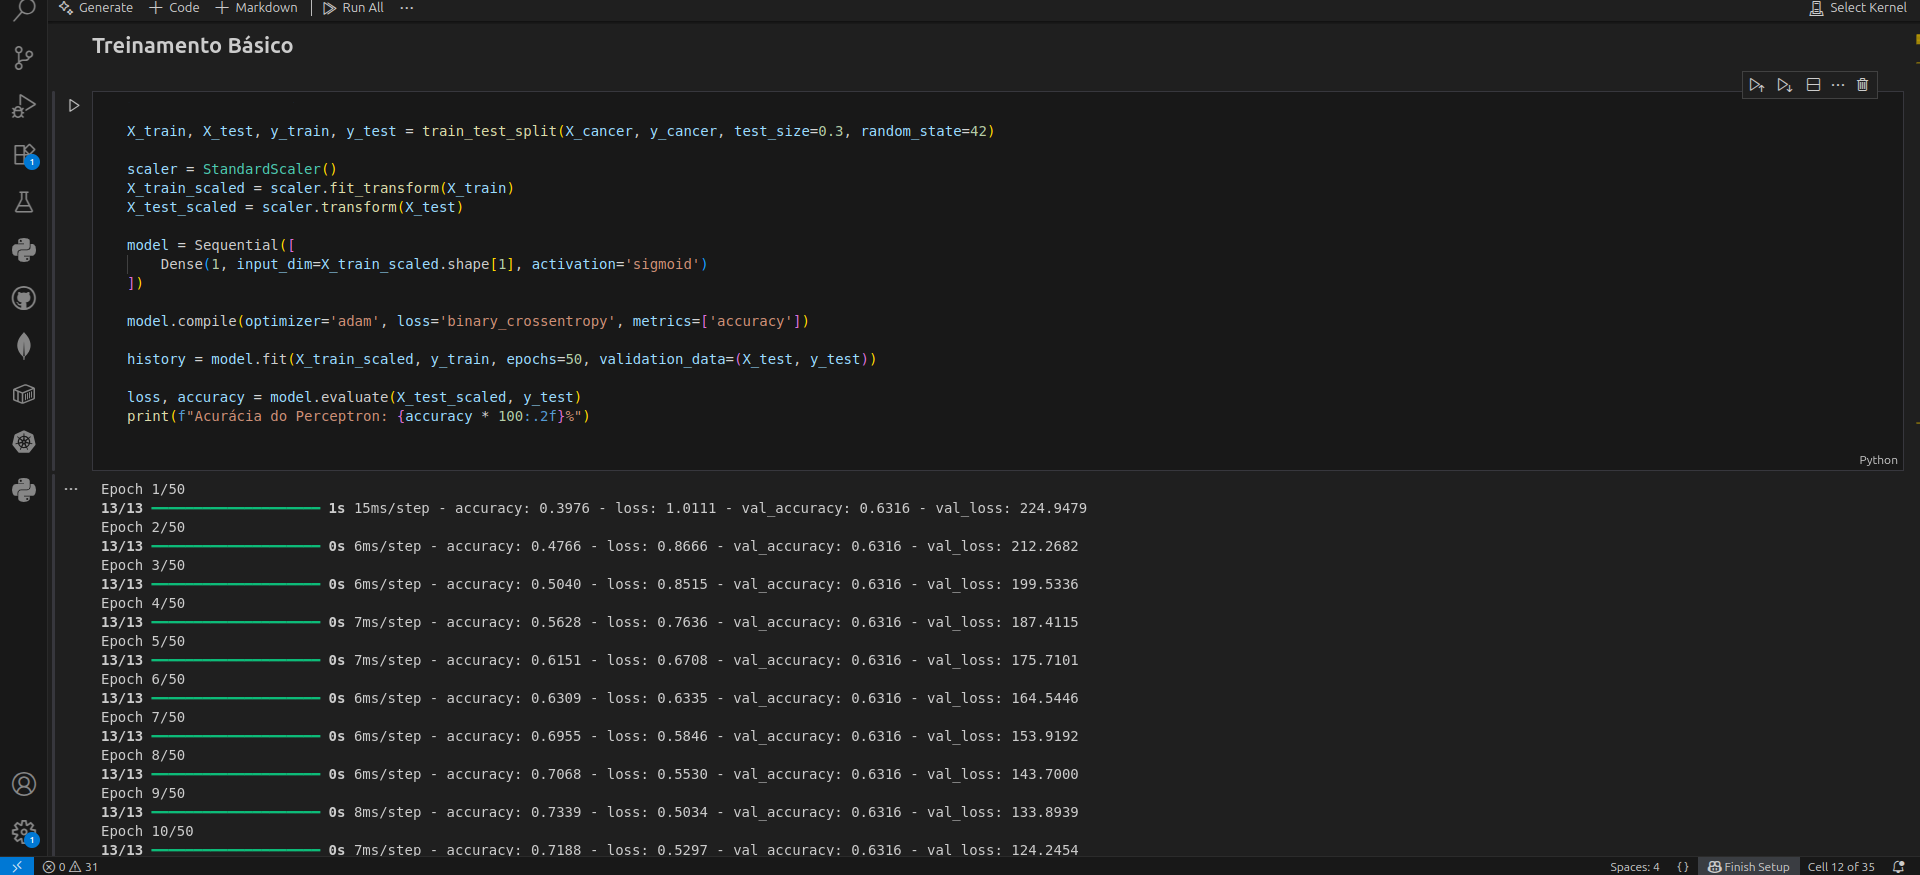 Generate Code Markdown Run All ... Select Kernel
Treinamento Básico
X_train, X_test, y_train, y_test = train_test_split(X_cancer, y_cancer, test_size=0.3, random_state=42)
scaler = StandardScaler()
X_train_scaled = scaler.fit_transform(X_train)
X_test_scaled = scaler.transform(X_test)
model = Sequential([
Dense(1, input_dim=X_train_scaled.shape[1], activation='sigmoid')
])
model.compile(optimizer='adam', loss='binary_crossentropy', metrics=['accuracy'])
history = model.fit(X_train_scaled, y_train, epochs=50, validation_data=(X_test, y_test))
loss, accuracy = model.evaluate(X_test_scaled, y_test)
print(f"Acurácia do Perceptron: {accuracy * 100:.2f}%")
Python
Epoch 1/50
13/13 1s 15ms/step - accuracy: 0.3976 - loss: 1.0111 - val_accuracy: 0.6316 - val_loss: 224.9479
Epoch 2/50
13/13 0s 6ms/step - accuracy: 0.4766 - loss: 0.8666 - val_accuracy: 0.6316 - val_loss: 212.2682
Epoch 3/50
13/13 0s 6ms/step - accuracy: 0.5040 - loss: 0.8515 - val_accuracy: 0.6316 - val_loss: 199.5336
Epoch 4/50
13/13 0s 7ms/step - accuracy: 0.5628 - loss: 0.7636 - val_accuracy: 0.6316 - val_loss: 187.4115
Epoch 5/50
13/13 0s 7ms/step - accuracy: 0.6151 - loss: 0.6708 - val_accuracy: 0.6316 - val_loss: 175.7101
Epoch 6/50
13/13 0s 6ms/step - accuracy: 0.6309 - loss: 0.6335 - val_accuracy: 0.6316 - val_loss: 164.5446
Epoch 7/50
13/13 0s 6ms/step - accuracy: 0.6955 - loss: 0.5846 - val_accuracy: 0.6316 - val_loss: 153.9192
Epoch 8/50
13/13 0s 6ms/step - accuracy: 0.7068 - loss: 0.5530 - val_accuracy: 0.6316 - val_loss: 143.7000
Epoch 9/50
13/13 0s 8ms/step - accuracy: 0.7339 - loss: 0.5034 - val_accuracy: 0.6316 - val_loss: 133.8939
Epoch 10/50
13/13 0s 7ms/step - accuracy: 0.7188 - loss: 0.5297 - val_accuracy: 0.6316 - val_loss: 124.2454
1
1
0 31 Spaces: 4 {} Finish Setup Cell 12 of 35